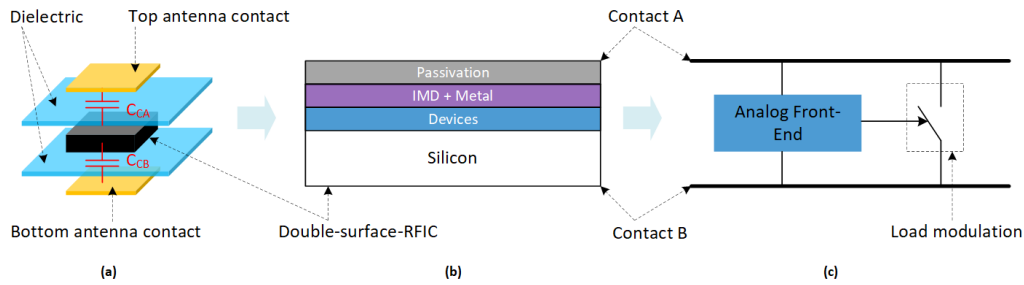 Dielectric
Top antenna contact
Contact A
C_CA
Passivation
IMD + Metal
Devices
Analog Front-
End
C_CB
Silicon
Bottom antenna contact
Double-surface-RFIC
Contact B
Load modulation
(a)
(b)
(c)